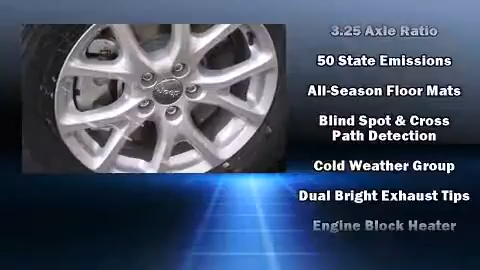 Jeep
3.25 Axle Ratio
50 State Emissions
All-Season Floor Mats
Blind Spot & Cross
Path Detection
Cold Weather Group
Dual Bright Exhaust Tips
Engine Block Heater